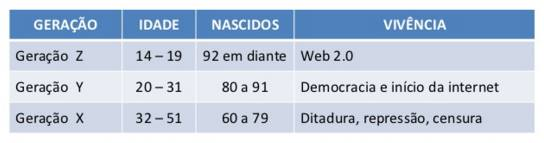 GERAÇÃO IDADE NASCIDOS VIVÊNCIA
Geração Z 14 – 19 92 em diante Web 2.0
Geração Y 20 – 31 80 a 91 Democracia e início da internet
Geração X 32 – 51 60 a 79 Ditadura, repressão, censura